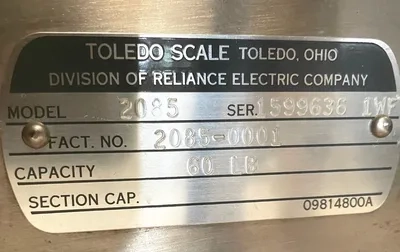 TOLEDO SCALE TOLEDO, OHIO
DIVISION OF RELIANCE ELECTRIC COMPANY
MODEL 2085 SER. 1599636 1WF
FACT. NO. 2085-0001
CAPACITY 60 LB
SECTION CAP.
09814800A